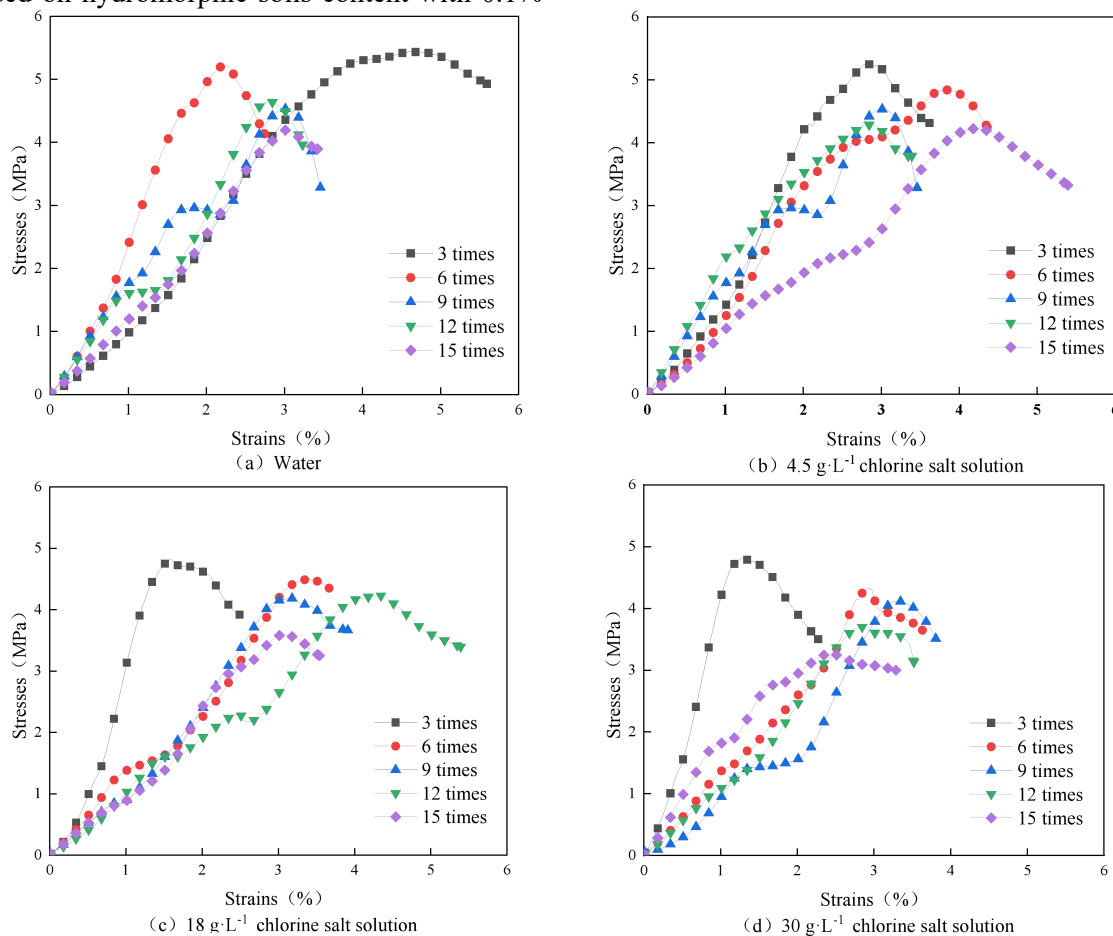 sed on hydromorphic soils content with 0.1%
6
5
4
3
2
1
0
Stresses（MPa）
3 times
6 times
9 times
12 times
15 times
0 1 2 3 4 5 6
Strains（%）
（a）Water
6
5
4
3
2
1
0
Stresses（MPa）
3 times
6 times
9 times
12 times
15 times
0 1 2 3 4 5 6
Strains（%）
（b）4.5 g·L⁻¹ chlorine salt solution
6
5
4
3
2
1
0
Stresses（MPa）
3 times
6 times
9 times
12 times
15 times
0 1 2 3 4 5 6
Strains（%）
（c）18 g·L⁻¹ chlorine salt solution
6
5
4
3
2
1
0
Stresses（MPa）
3 times
6 times
9 times
12 times
15 times
0 1 2 3 4 5 6
Strains（%）
（d）30 g·L⁻¹ chlorine salt solution